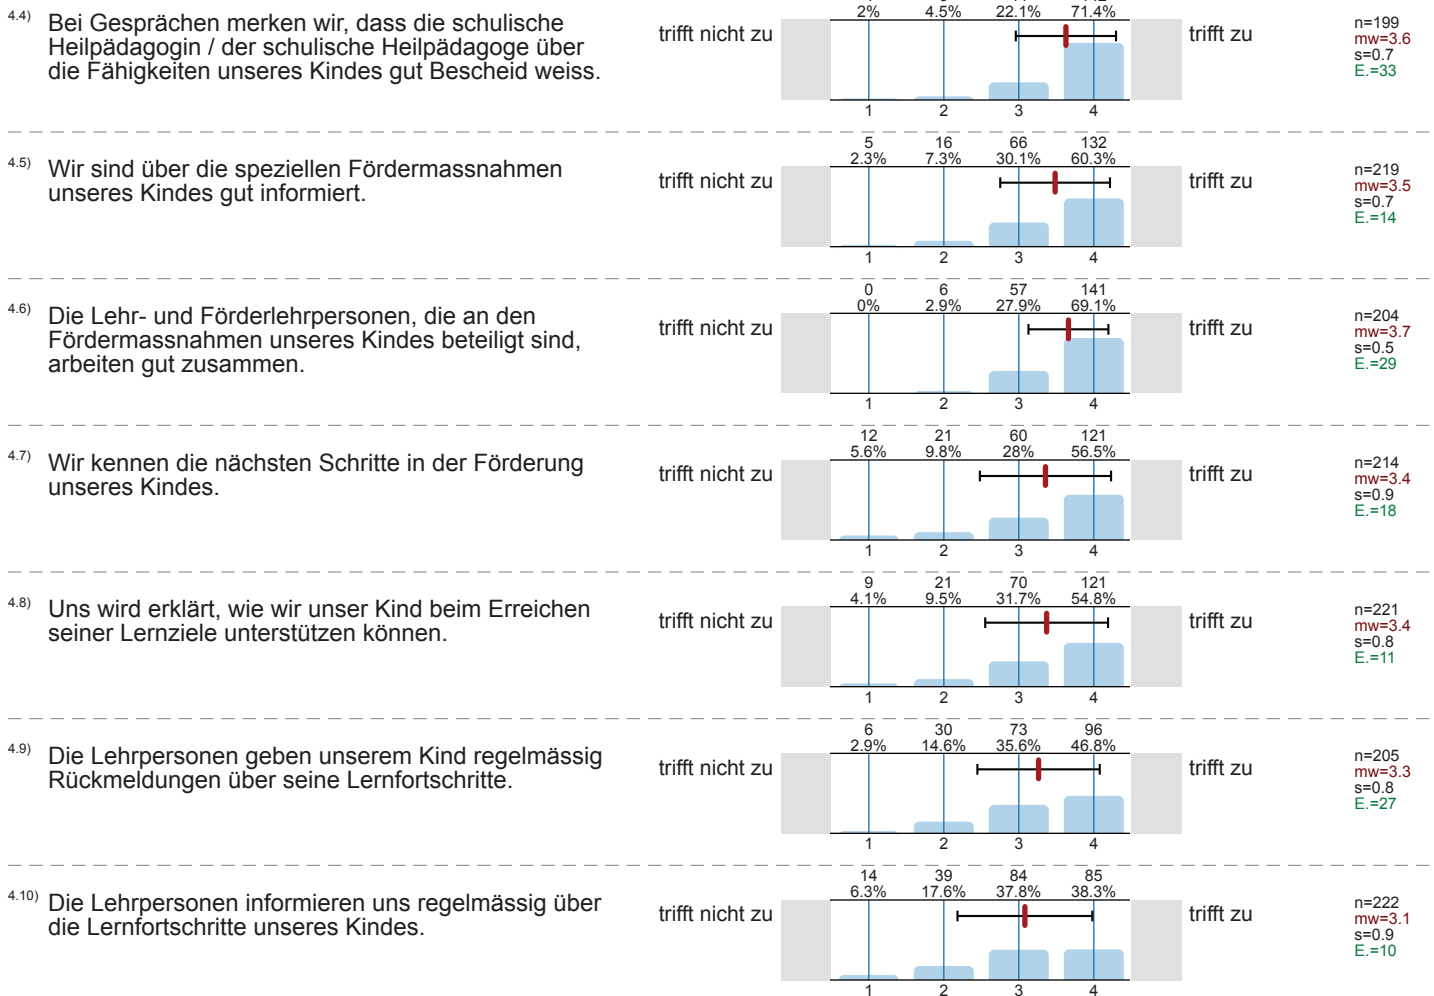 4.4) Bei Gesprächen merken wir, dass die schulische
Heilpädagogin / der schulische Heilpädagoge über
die Fähigkeiten unseres Kindes gut Bescheid weiss.
trifft nicht zu
2% 4.5% 22.1% 71.4%
1 2 3 4
trifft zu
n=199
mw=3.6
s=0.7
E.=33
4.5) Wir sind über die speziellen Fördermassnahmen
unseres Kindes gut informiert.
trifft nicht zu
5 16 66 132
2.3% 7.3% 30.1% 60.3%
1 2 3 4
trifft zu
n=219
mw=3.5
s=0.7
E.=14
4.6) Die Lehr- und Förderlehrpersonen, die an den
Fördermassnahmen unseres Kindes beteiligt sind,
arbeiten gut zusammen.
trifft nicht zu
0 6 57 141
0% 2.9% 27.9% 69.1%
1 2 3 4
trifft zu
n=204
mw=3.7
s=0.5
E.=29
4.7) Wir kennen die nächsten Schritte in der Förderung
unseres Kindes.
trifft nicht zu
12 21 60 121
5.6% 9.8% 28% 56.5%
1 2 3 4
trifft zu
n=214
mw=3.4
s=0.9
E.=18
4.8) Uns wird erklärt, wie wir unser Kind beim Erreichen
seiner Lernziele unterstützen können.
trifft nicht zu
9 21 70 121
4.1% 9.5% 31.7% 54.8%
1 2 3 4
trifft zu
n=221
mw=3.4
s=0.8
E.=11
4.9) Die Lehrpersonen geben unserem Kind regelmässig
Rückmeldungen über seine Lernfortschritte.
trifft nicht zu
6 30 73 96
2.9% 14.6% 35.6% 46.8%
1 2 3 4
trifft zu
n=205
mw=3.3
s=0.8
E.=27
4.10) Die Lehrpersonen informieren uns regelmässig über
die Lernfortschritte unseres Kindes.
trifft nicht zu
14 39 84 85
6.3% 17.6% 37.8% 38.3%
1 2 3 4
trifft zu
n=222
mw=3.1
s=0.9
E.=10